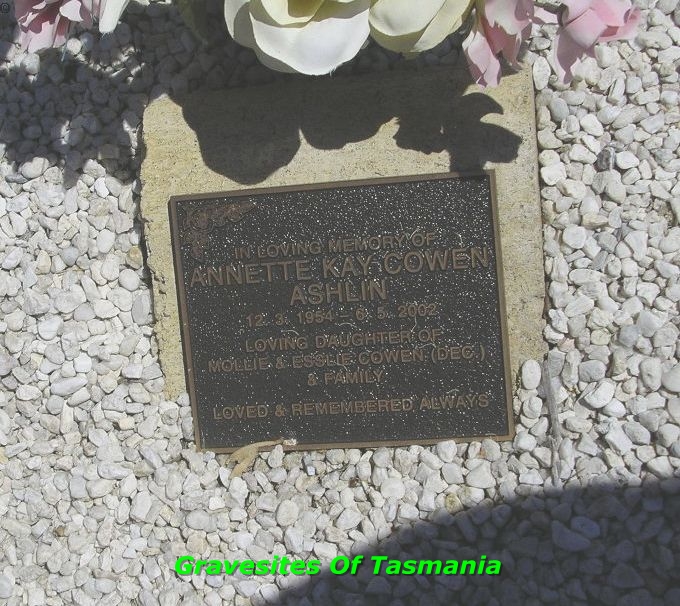 IN LOVING MEMORY OF
ANNETTE KAY COWEN
ASHLIN
12. 3. 1954 – 6. 5. 2002
LOVING DAUGHTER OF
MOLLIE & ESSLIE COWEN (DEC.)
& FAMILY
LOVED & REMEMBERED ALWAYS
Gravesites Of Tasmania